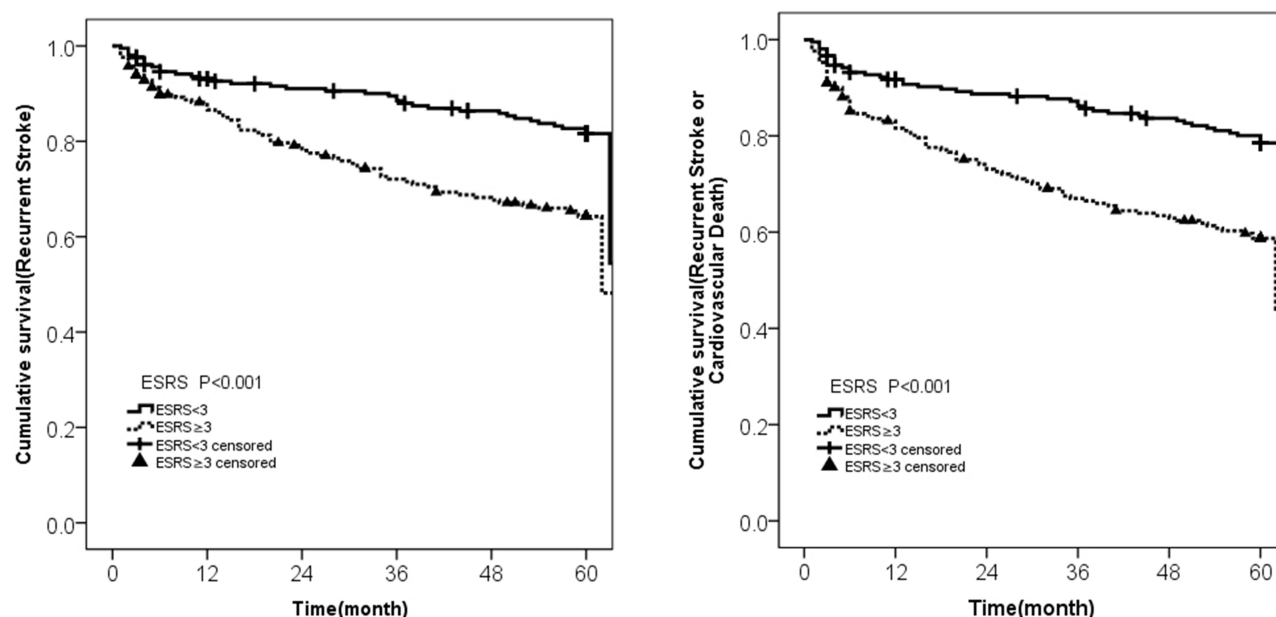 Cumulative survival(Recurrent Stroke)
1.0
0.8
0.6
0.4
0.2
0.0
ESRS P<0.001
ESRS<3
ESRS≥3
ESRS<3 censored
ESRS≥3 censored
0 12 24 36 48 60
Time(month)
Cumulative survival(Recurrent Stroke or
Cardiovascular Death)
1.0
0.8
0.6
0.4
0.2
0.0
ESRS P<0.001
ESRS<3
ESRS≥3
ESRS<3 censored
ESRS≥3 censored
0 12 24 36 48 60
Time(month)